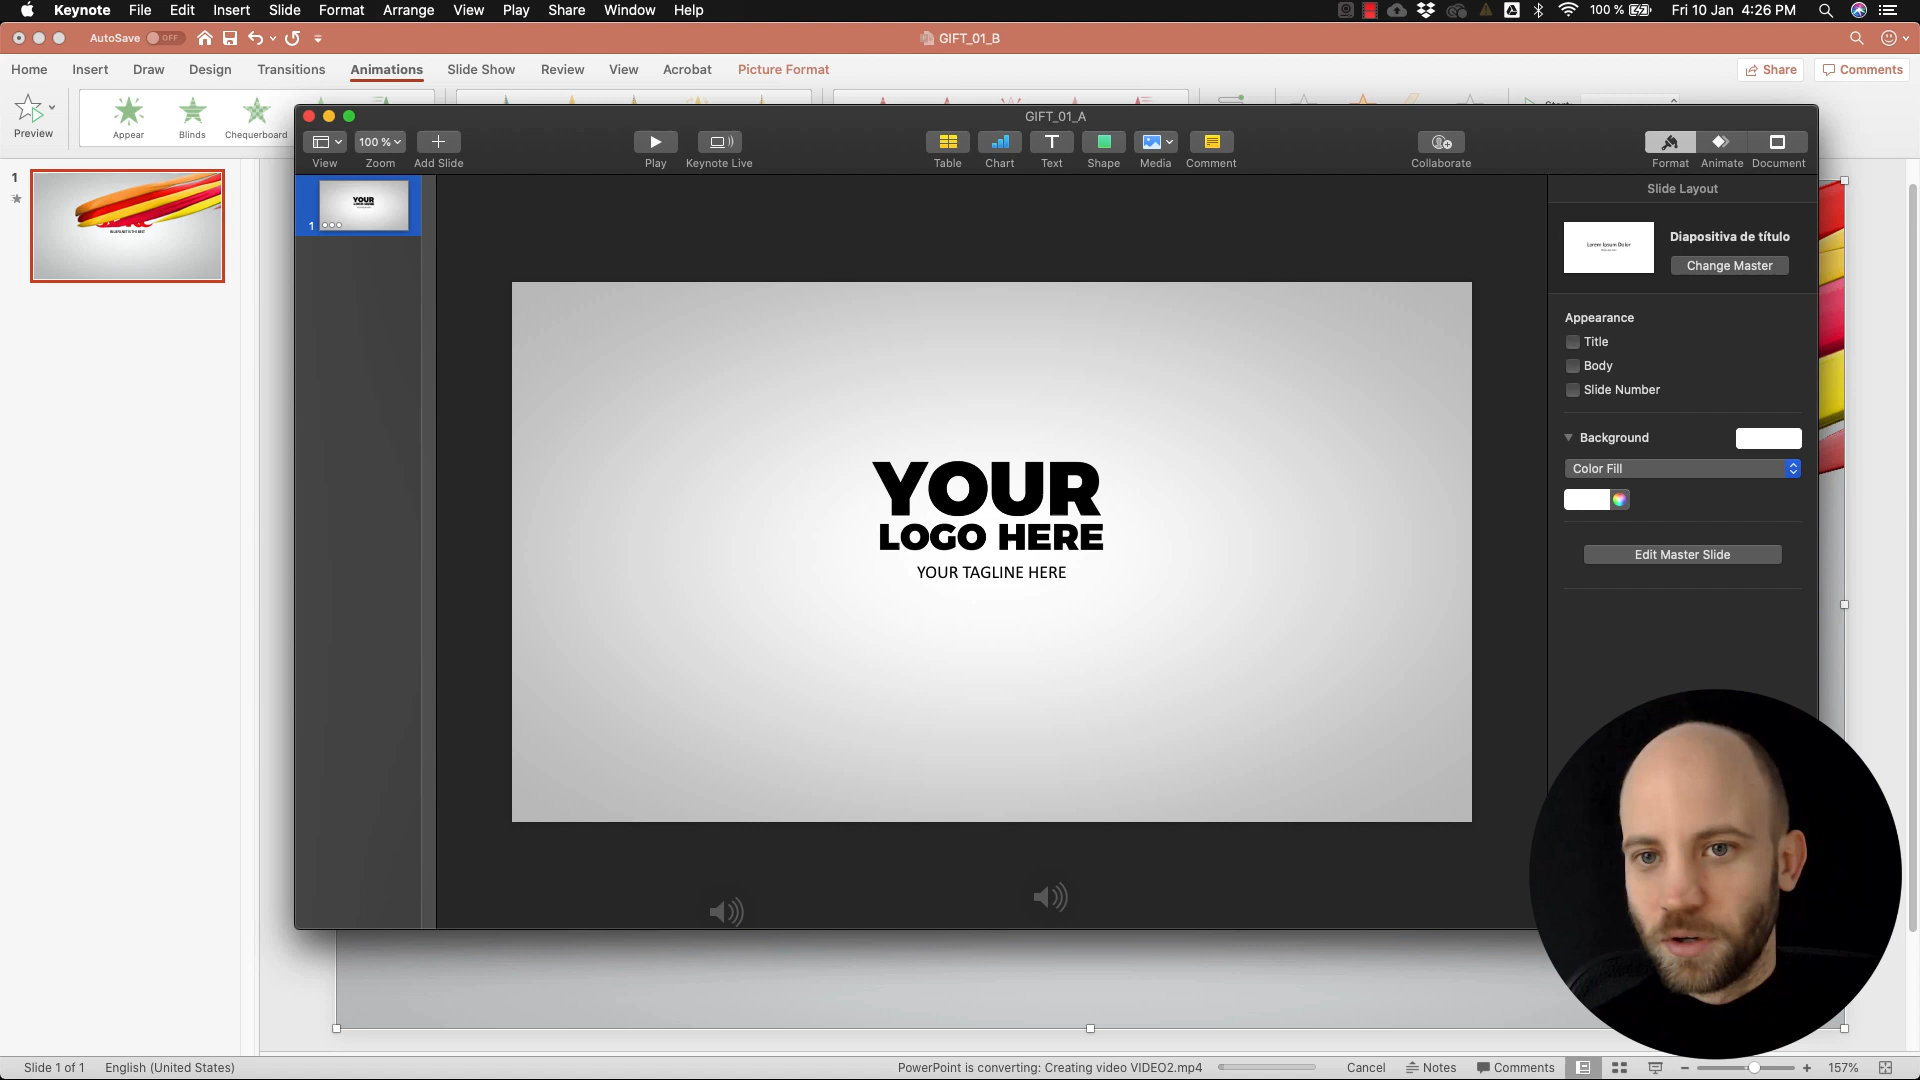 Keynote File Edit Insert Slide Format Arrange View Play Share Window Help 100 % Fri 10 Jan 4:26 PM
AutoSave OFF GIFT_01_B
Home Insert Draw Design Transitions Animations Slide Show Review View Acrobat Picture Format Share Comments
Preview Appear Blinds Chequerboard
GIFT_01_A
100 %
View Zoom Add Slide Play Keynote Live Table Chart Text Shape Media Comment Collaborate Format Animate Document
1
1
Slide Layout
Diapositiva de título
Change Master
Appearance
Title
Body
Slide Number
Background
Color Fill
Edit Master Slide
YOUR
LOGO HERE
YOUR TAGLINE HERE
Slide 1 of 1 English (United States) PowerPoint is converting: Creating video VIDEO2.mp4 Cancel Notes Comments 157%